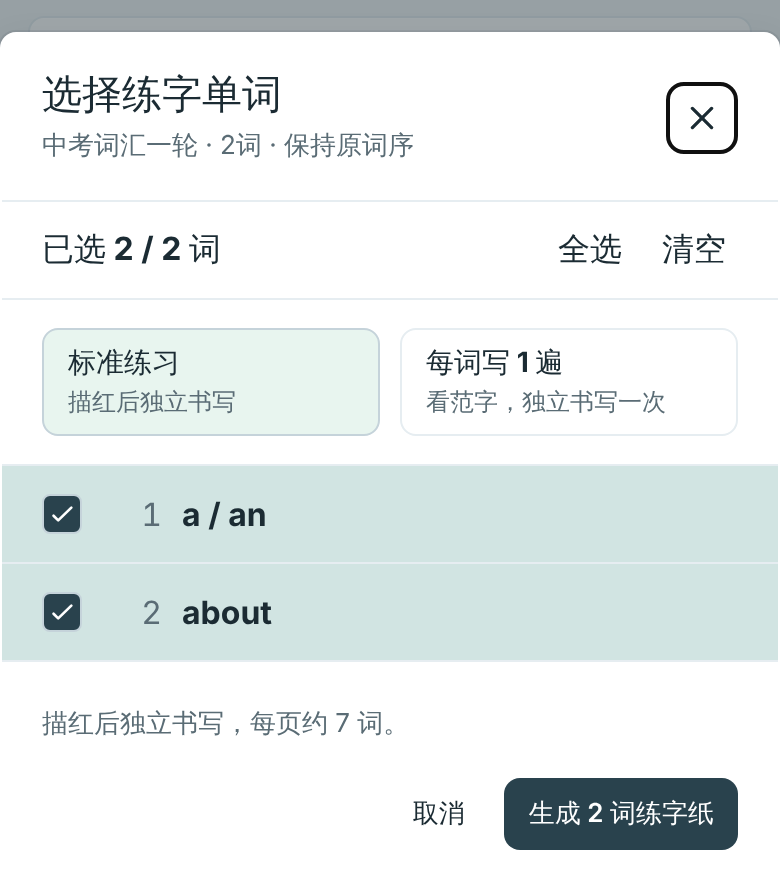 选择练字单词
中考词汇一轮 · 2词 · 保持原词序
已选 2 / 2 词 全选 清空
标准练习
描红后独立书写
每词写 1 遍
看范字，独立书写一次
1 a / an
2 about
描红后独立书写，每页约 7 词。
取消 生成 2 词练字纸